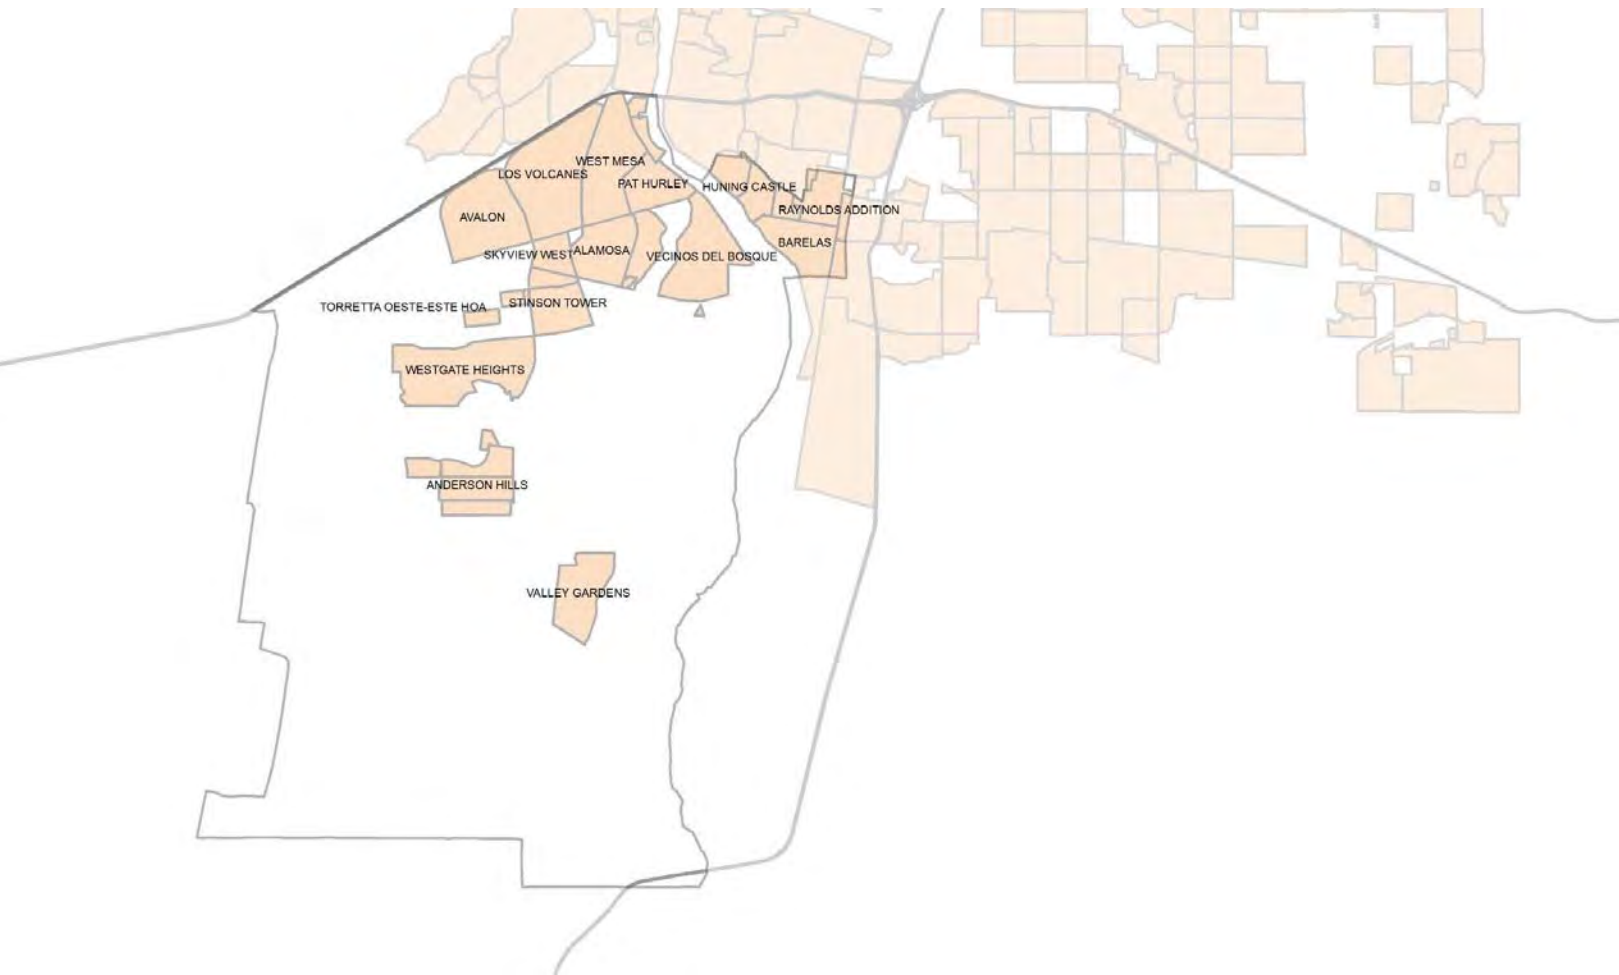 WEST MESA
LOS VOLCANES
PAT HURLEY
HUNING CASTLE
AVALON
RAYNOLDS ADDITION
BARELAS
SKYVIEW WEST
ALAMOSA
VECINOS DEL BOSQUE
TORRETTA OESTE-ESTE HOA
STINSON TOWER
WESTGATE HEIGHTS
ANDERSON HILLS
VALLEY GARDENS